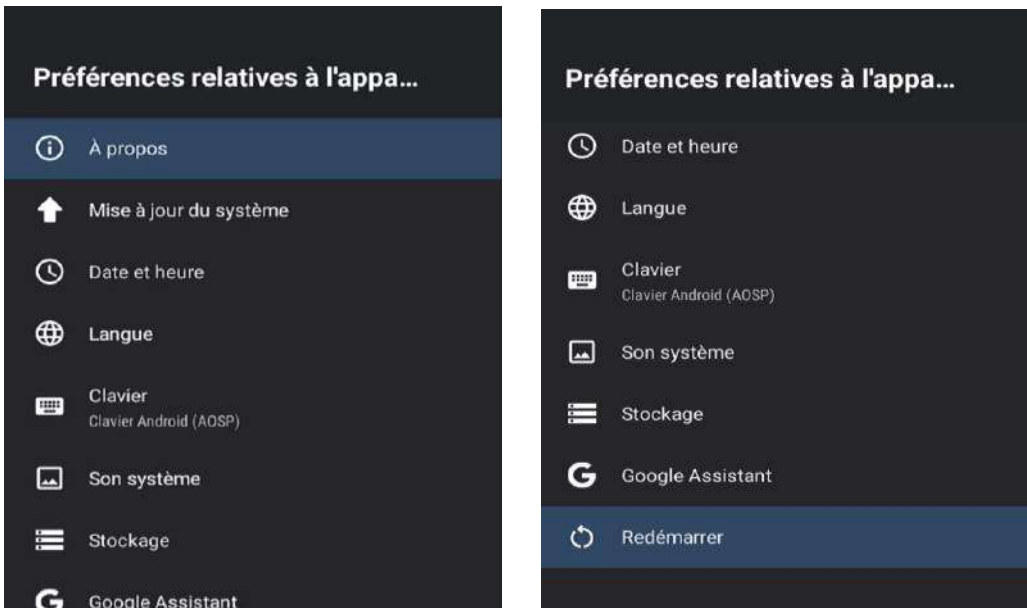 Préférences relatives à l'appa...
À propos
Mise à jour du système
Date et heure
Langue
Clavier
Clavier Android (AOSP)
Son système
Stockage
Google Assistant
Préférences relatives à l'appa...
Date et heure
Langue
Clavier
Clavier Android (AOSP)
Son système
Stockage
Google Assistant
Redémarrer